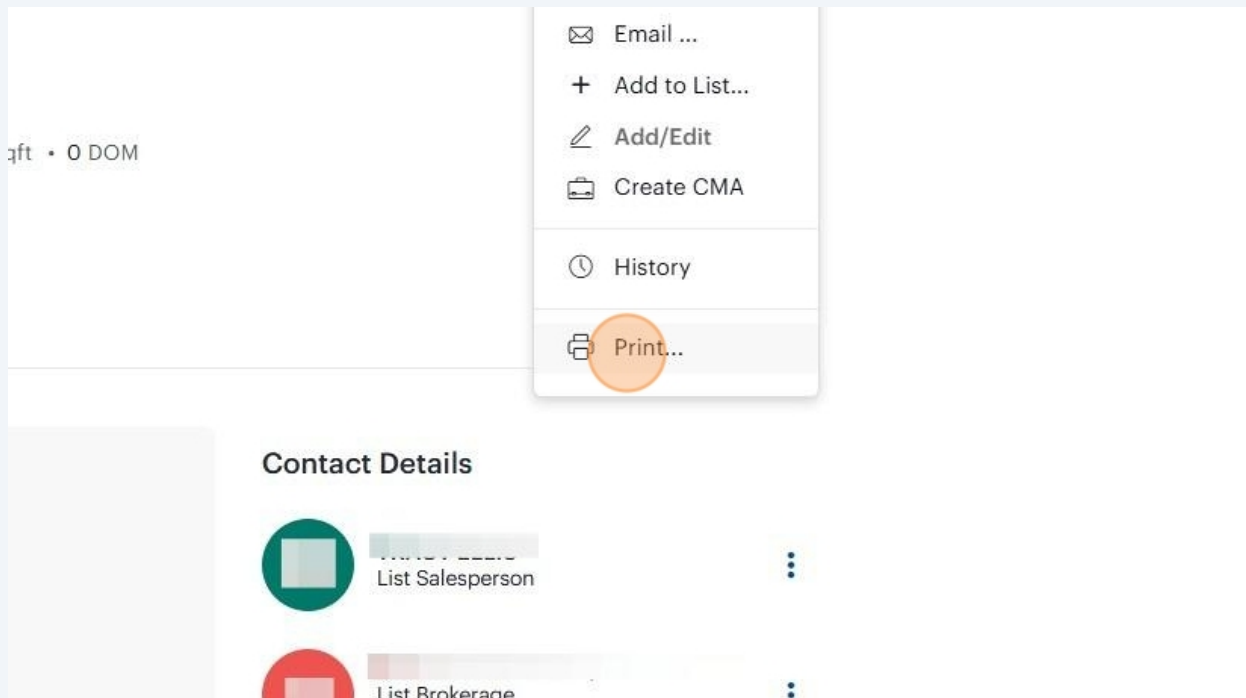 Email ...
Add to List...
Add/Edit
qft • 0 DOM
Create CMA
History
Print...
Contact Details
List Salesperson
List Brokerage